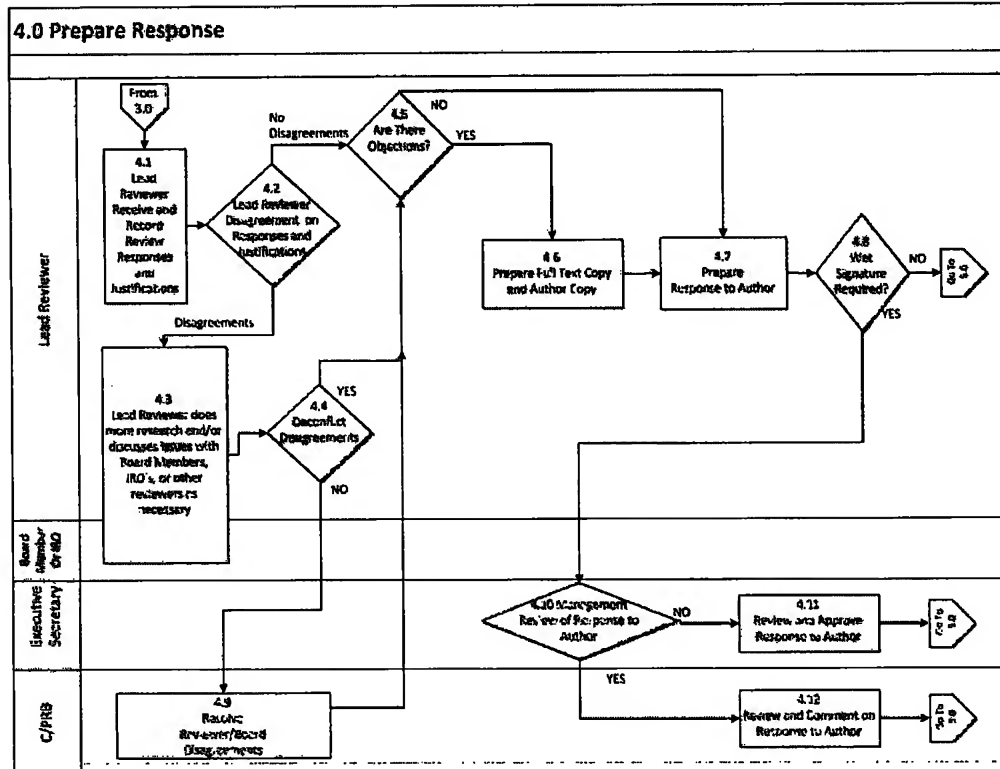 4.0 Prepare Response
From
3.0
4.1
Lead
Reviewer
Receive and
Record
Review
Responses
and
Justifications
4.2
Lead Reviewer
Disagreement on
Responses and
Justifications
No
Disagreements
Disagreements
4.5
Are There
Objections?
NO
YES
4.6
Prepare Full Text Copy
and Author Copy
4.7
Prepare
Response to Author
4.8
Wet
Signature
Required?
NO
YES
Go To
5.0
Lead Reviewer
4.3
Lead Reviewer does
more research and/or
discusses issues with
Board Members,
IRO's, or other
reviewers as
necessary
4.4
Deconflict
Disagreements
YES
NO
Board
Member
Or IRO
Executive
Secretary
4.10 Management
Review of Response to
Author
NO
YES
4.11
Review and Approve
Response to Author
Go To
5.0
C/PRB
4.9
Resolve
Reviewer/Board
Disagreements
4.12
Review and Comment on
Response to Author
Go To
5.0